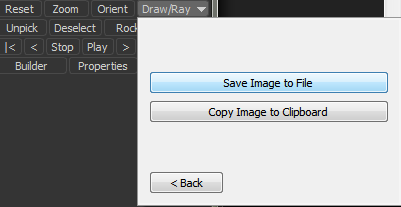 Reset Zoom Orient Draw/Ray
Unpick Deselect Rock
|< < Stop Play >
Builder Properties
Save Image to File
Copy Image to Clipboard
< Back